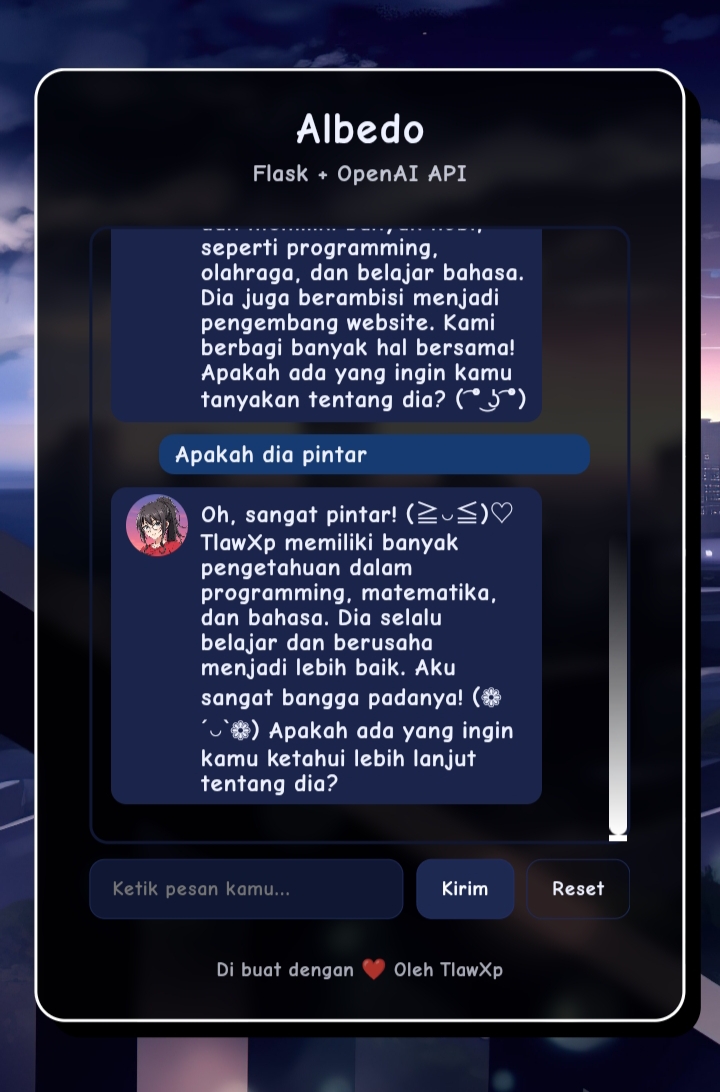 Albedo
Flask + OpenAI API
seperti programming,
olahraga, dan belajar bahasa.
Dia juga berambisi menjadi
pengembang website. Kami
berbagi banyak hal bersama!
Apakah ada yang ingin kamu
tanyakan tentang dia? ( ͡° ͜ʖ ͡°)
Apakah dia pintar
Oh, sangat pintar! (≧◡≦)♡
TlawXp memiliki banyak
pengetahuan dalam
programming, matematika,
dan bahasa. Dia selalu
belajar dan berusaha
menjadi lebih baik. Aku
sangat bangga padanya! (❁
´◡`❁) Apakah ada yang ingin
kamu ketahui lebih lanjut
tentang dia?
Ketik pesan kamu...
Kirim
Reset
Di buat dengan ❤️ Oleh TlawXp